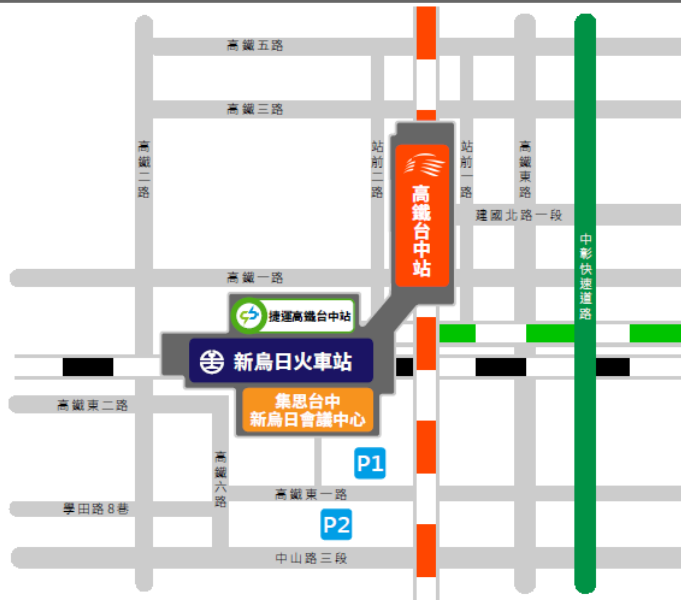 高鐵五路
高鐵三路
高鐵二路
站前二路
站前一路
高鐵東路
高鐵台中站
建國北路一段
中彰快速道路
高鐵一路
捷運高鐵台中站
新烏日火車站
集思台中
新烏日會議中心
高鐵東二路
高鐵六路
P1
高鐵東一路
學田路8巷
P2
中山路三段